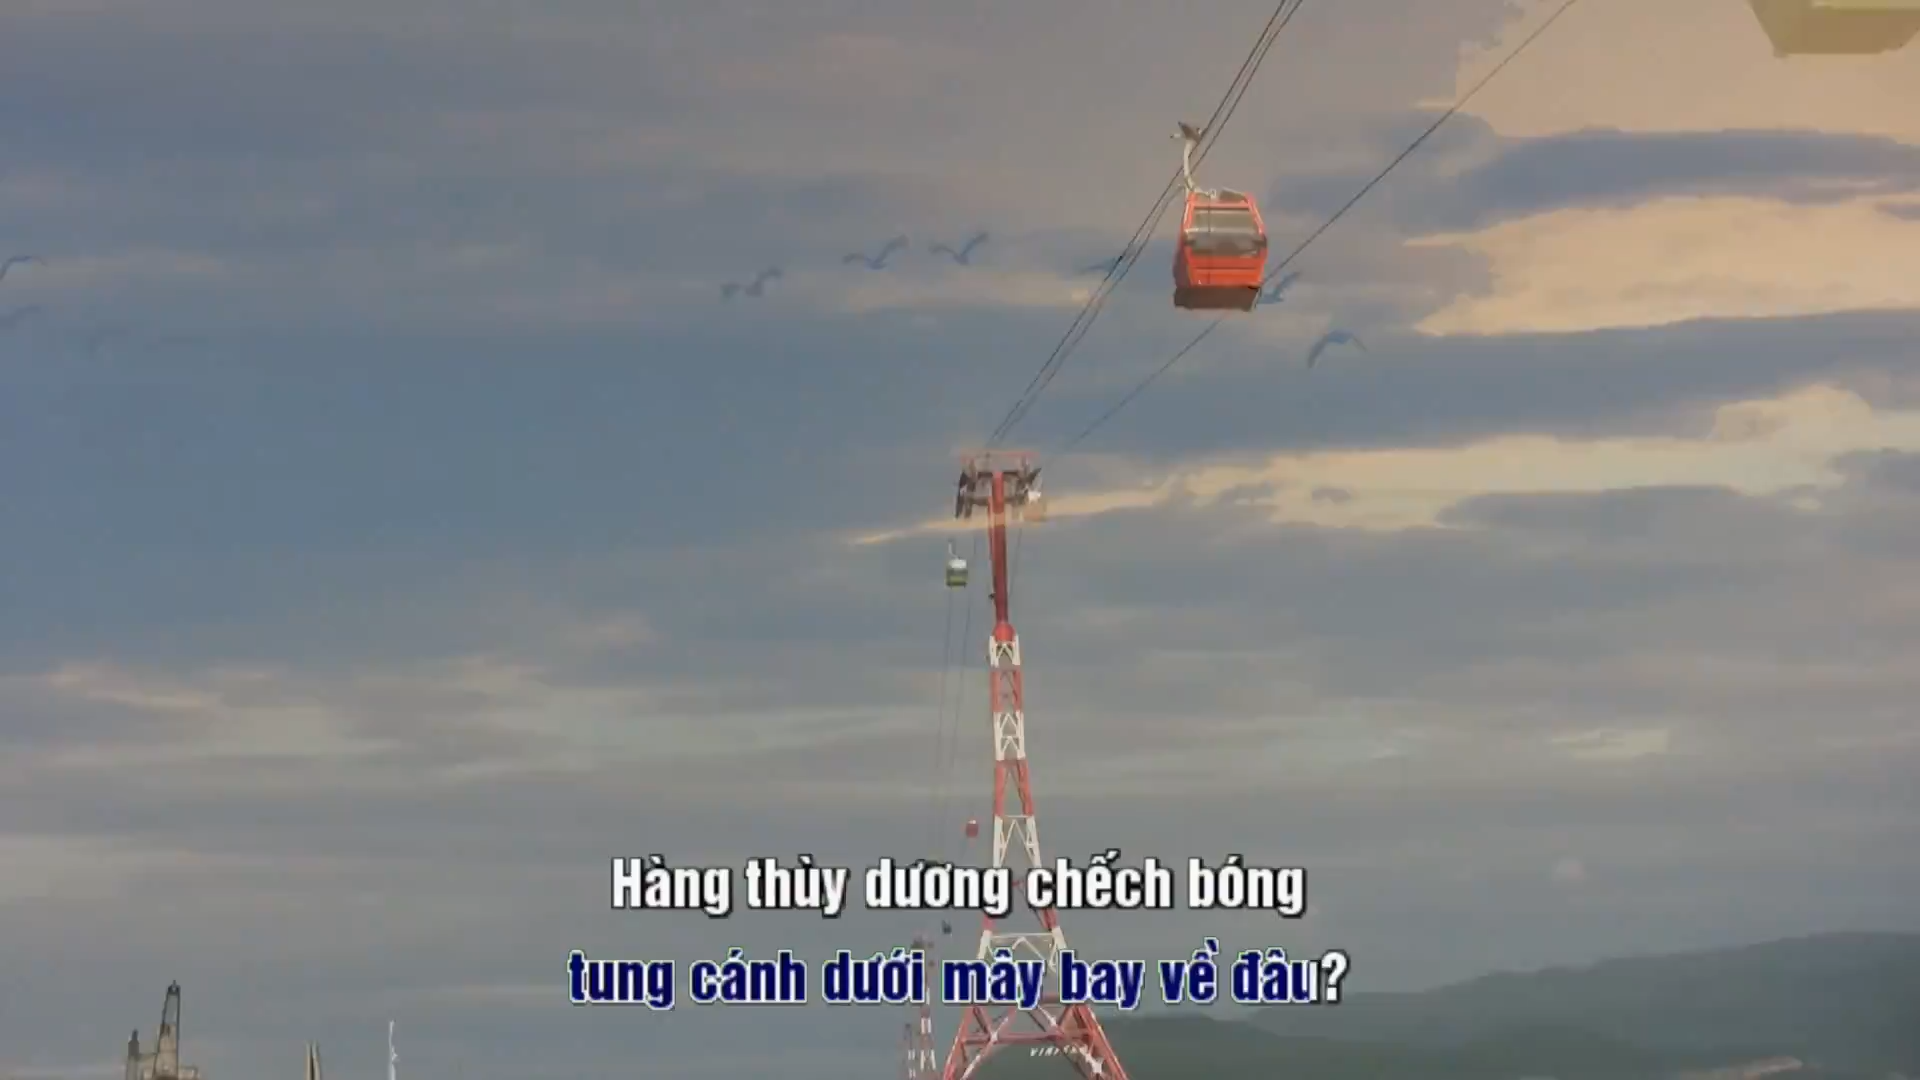 Hàng thùy dương chếch bóng
tung cánh dưới mây bay về đâu?